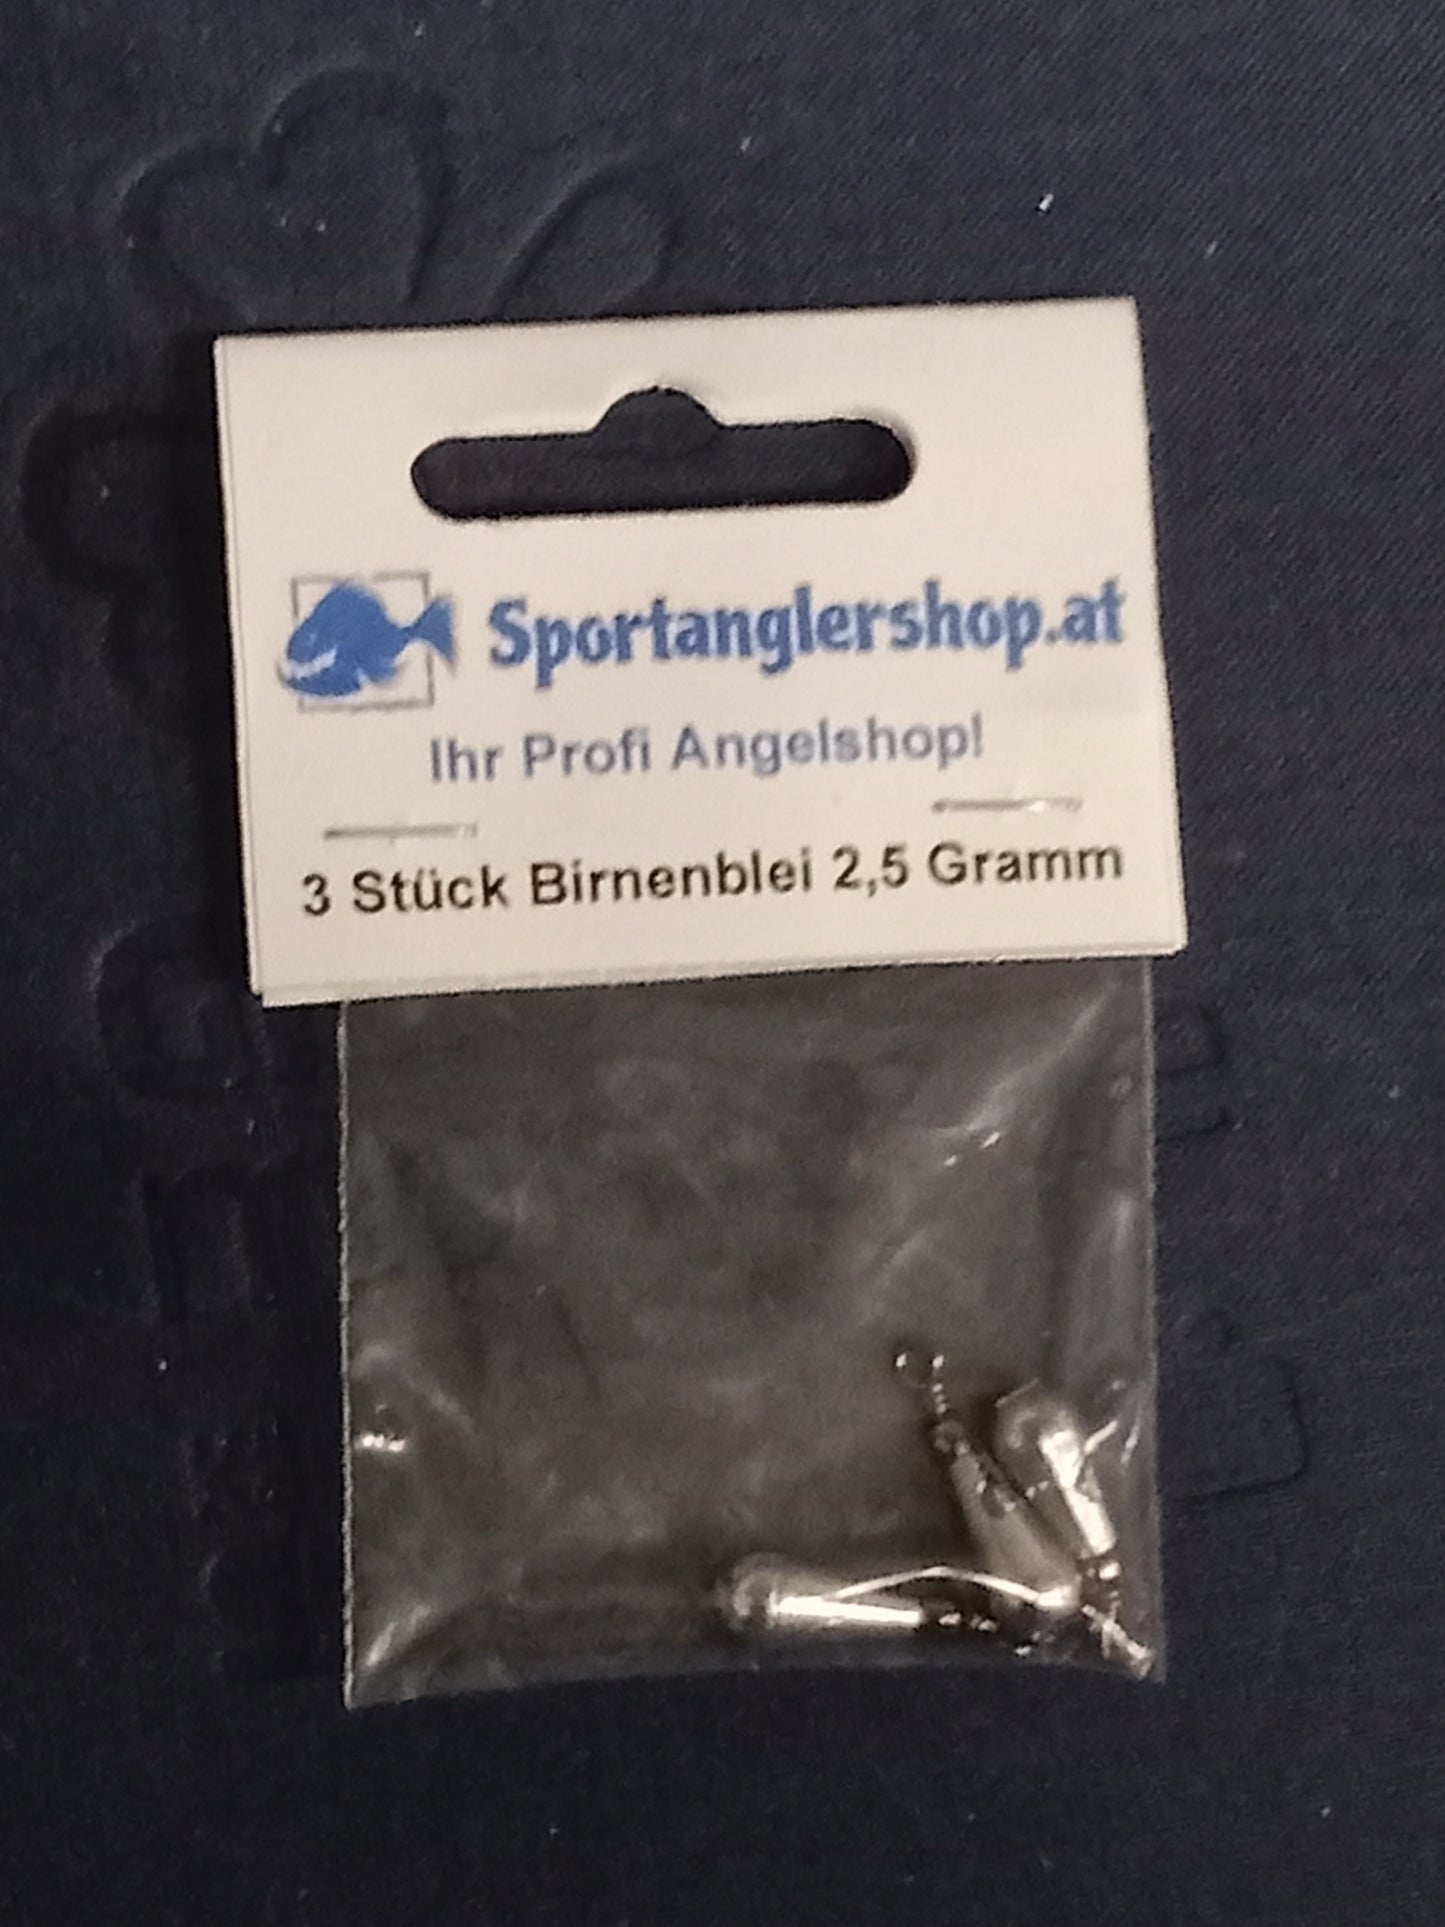 Sportanglershop.at
Ihr Profi Angelshop!
3 Stück Birnenblei 2,5 Gramm